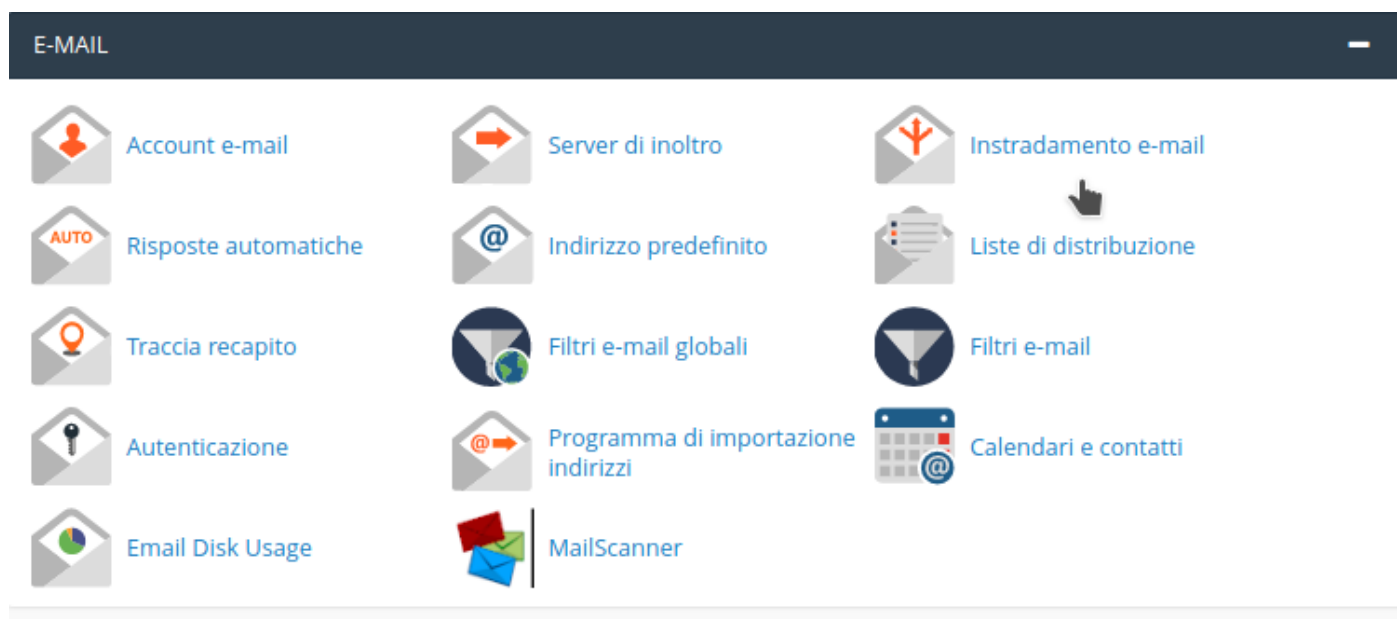 E-MAIL
Account e-mail
Server di inoltro
Instradamento e-mail
AUTO
Risposte automatiche
@
Indirizzo predefinito
Liste di distribuzione
Traccia recapito
Filtri e-mail globali
Filtri e-mail
Autenticazione
@
Programma di importazione
indirizzi
@
Calendari e contatti
Email Disk Usage
MailScanner